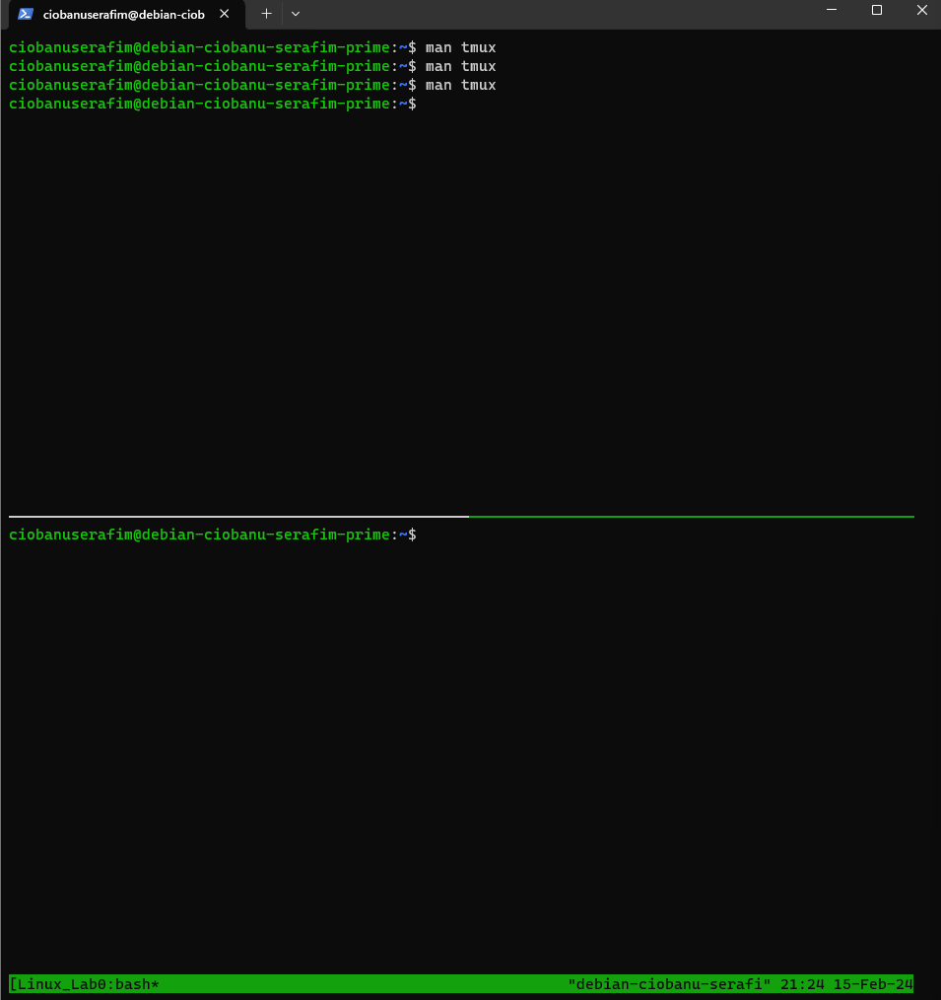 ciobanuserafim@debian-ciob
ciobanuserafim@debian-ciobanu-serafim-prime:~$ man tmux
ciobanuserafim@debian-ciobanu-serafim-prime:~$ man tmux
ciobanuserafim@debian-ciobanu-serafim-prime:~$ man tmux
ciobanuserafim@debian-ciobanu-serafim-prime:~$
ciobanuserafim@debian-ciobanu-serafim-prime:~$
[Linux_Lab0:bash* "debian-ciobanu-serafi" 21:24 15-Feb-24